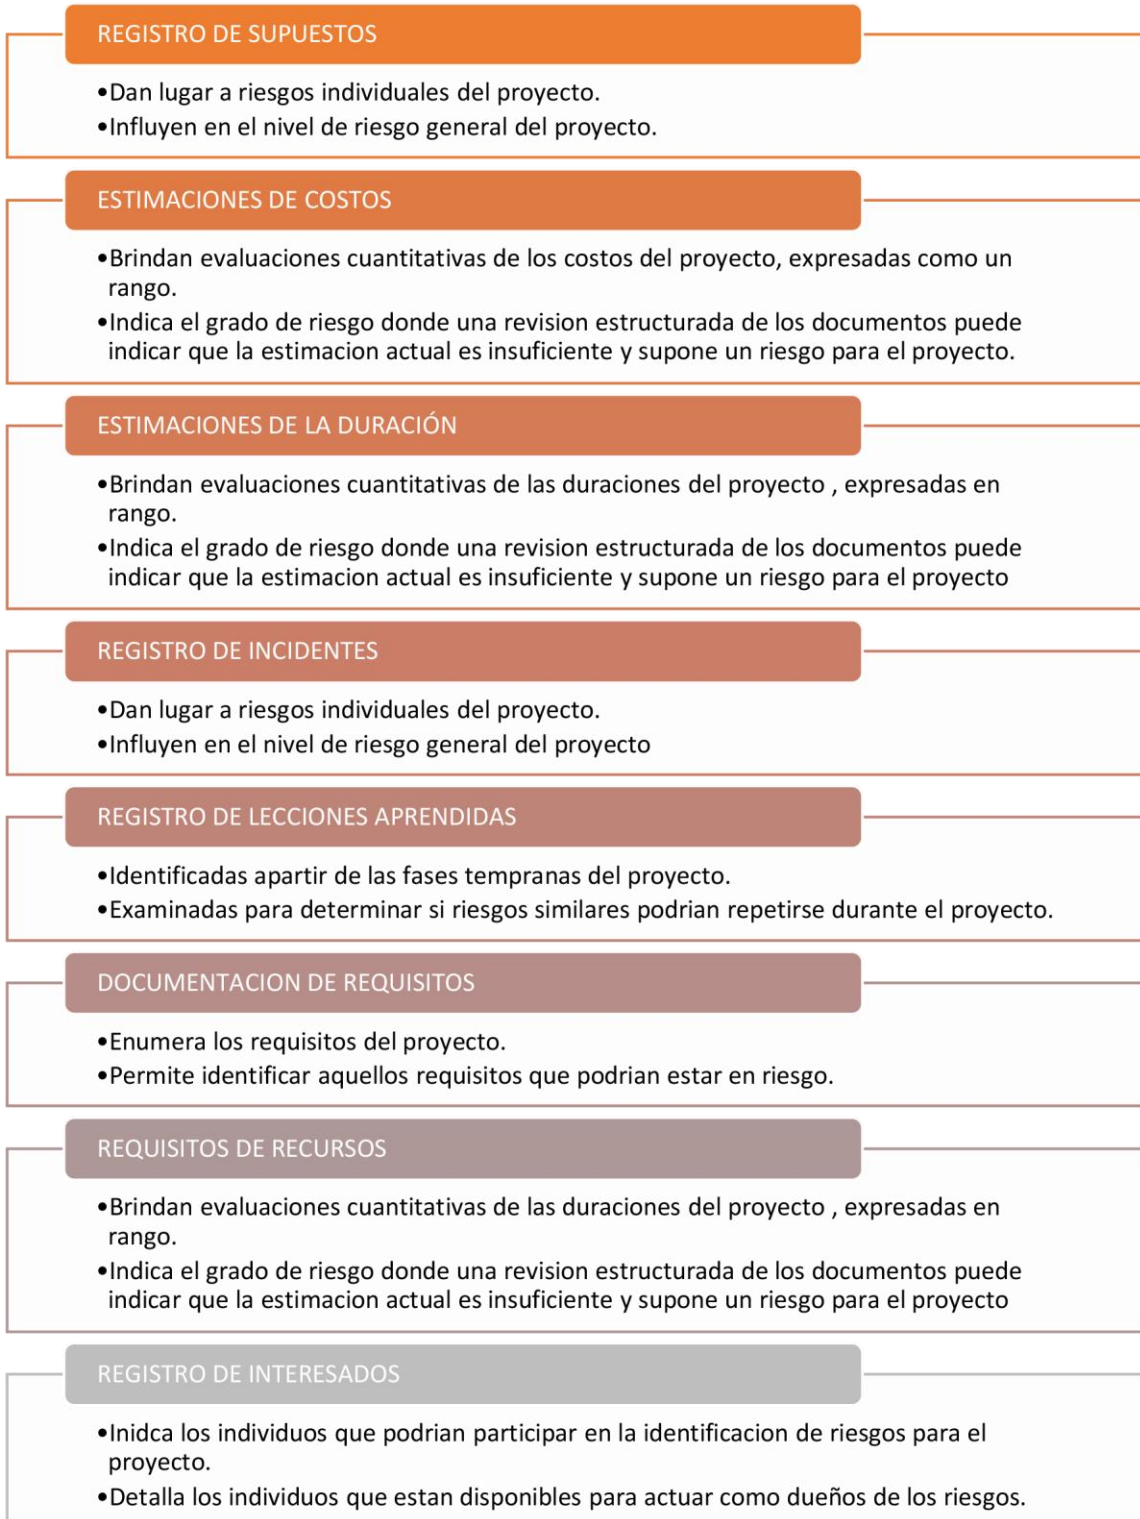 REGISTRO DE SUPUESTOS
•Dan lugar a riesgos individuales del proyecto.
•Influyen en el nivel de riesgo general del proyecto.
ESTIMACIONES DE COSTOS
•Brindan evaluaciones cuantitativas de los costos del proyecto, expresadas como un
rango.
•Indica el grado de riesgo donde una revision estructurada de los documentos puede
indicar que la estimacion actual es insuficiente y supone un riesgo para el proyecto.
ESTIMACIONES DE LA DURACIÓN
•Brindan evaluaciones cuantitativas de las duraciones del proyecto , expresadas en
rango.
•Indica el grado de riesgo donde una revision estructurada de los documentos puede
indicar que la estimacion actual es insuficiente y supone un riesgo para el proyecto
REGISTRO DE INCIDENTES
•Dan lugar a riesgos individuales del proyecto.
•Influyen en el nivel de riesgo general del proyecto
REGISTRO DE LECCIONES APRENDIDAS
•Identificadas apartir de las fases tempranas del proyecto.
•Examinadas para determinar si riesgos similares podrian repetirse durante el proyecto.
DOCUMENTACION DE REQUISITOS
•Enumera los requisitos del proyecto.
•Permite identificar aquellos requisitos que podrian estar en riesgo.
REQUISITOS DE RECURSOS
•Brindan evaluaciones cuantitativas de las duraciones del proyecto , expresadas en
rango.
•Indica el grado de riesgo donde una revision estructurada de los documentos puede
indicar que la estimacion actual es insuficiente y supone un riesgo para el proyecto
REGISTRO DE INTERESADOS
•Inidca los individuos que podrian participar en la identificacion de riesgos para el
proyecto.
•Detalla los individuos que estan disponibles para actuar como dueños de los riesgos.